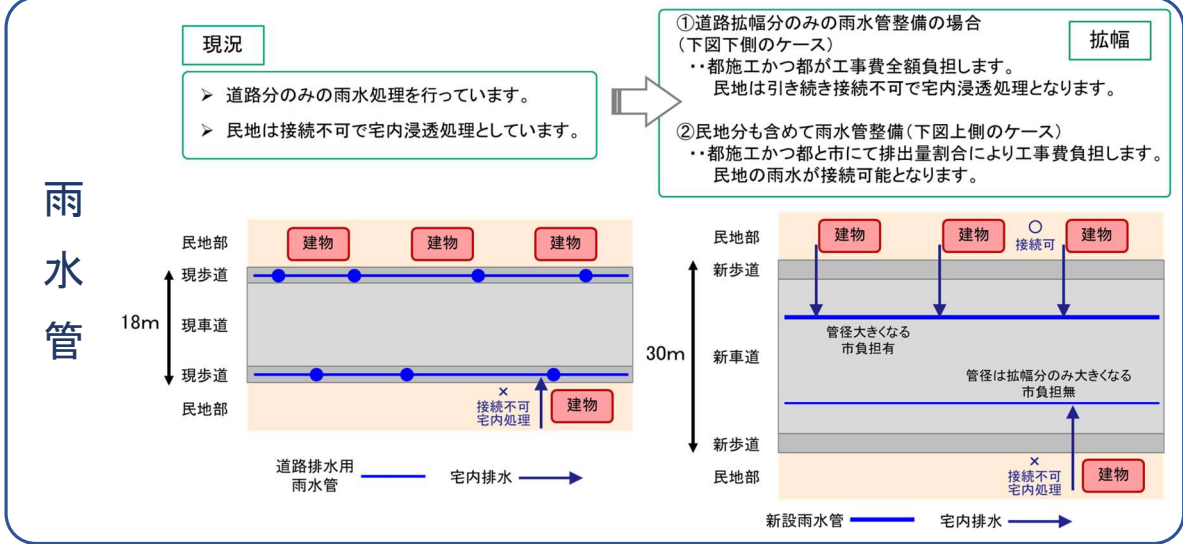 雨水管
現況
➢ 道路分のみの雨水処理を行っています。
➢ 民地は接続不可で宅内浸透処理としています。
拡幅
①道路拡幅分のみの雨水管整備の場合
(下図下側のケース)
・・都施工かつ都が工事費全額負担します。
民地は引き続き接続不可で宅内浸透処理となります。
②民地分も含めて雨水管整備(下図上側のケース)
・・都施工かつ都と市にて排出量割合により工事費負担します。
民地の雨水が接続可能となります。
民地部
建物
建物
建物
現歩道
18m
現車道
現歩道
民地部
×
接続不可
宅内処理
建物
道路排水用
雨水管
宅内排水
民地部
建物
建物
○
接続可
建物
新歩道
管径大きくなる
市負担有
30m
新車道
管径は拡幅分のみ大きくなる
市負担無
新歩道
民地部
×
接続不可
宅内処理
建物
新設雨水管
宅内排水